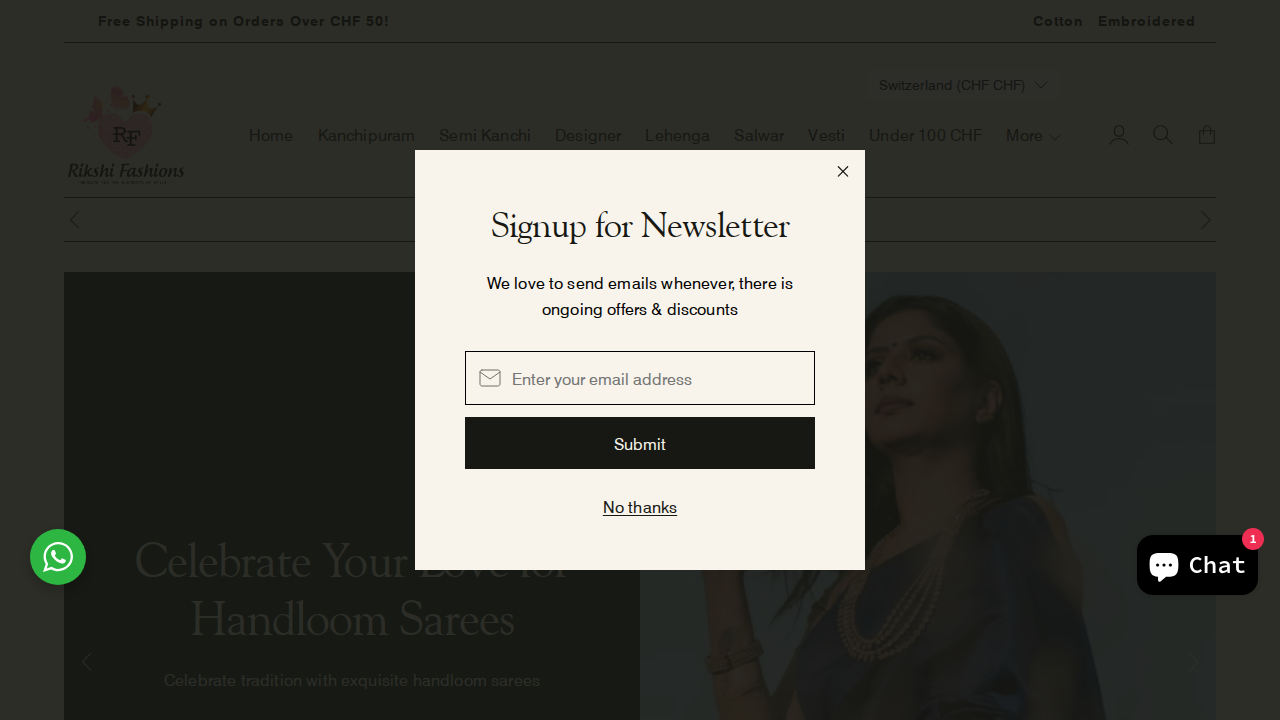 Free Shipping on Orders Over CHF 50!
Cotton Embroidered
Switzerland (CHF CHF)
RF
Rikshi Fashions
Home Kanchipuram Semi Kanchi Designer Lehenga Salwar Vesti Under 100 CHF More
Signup for Newsletter
We love to send emails whenever, there is
ongoing offers & discounts
Enter your email address
Submit
No thanks
Celebrate Your Love for
Handloom Sarees
Celebrate tradition with exquisite handloom sarees
1
Chat